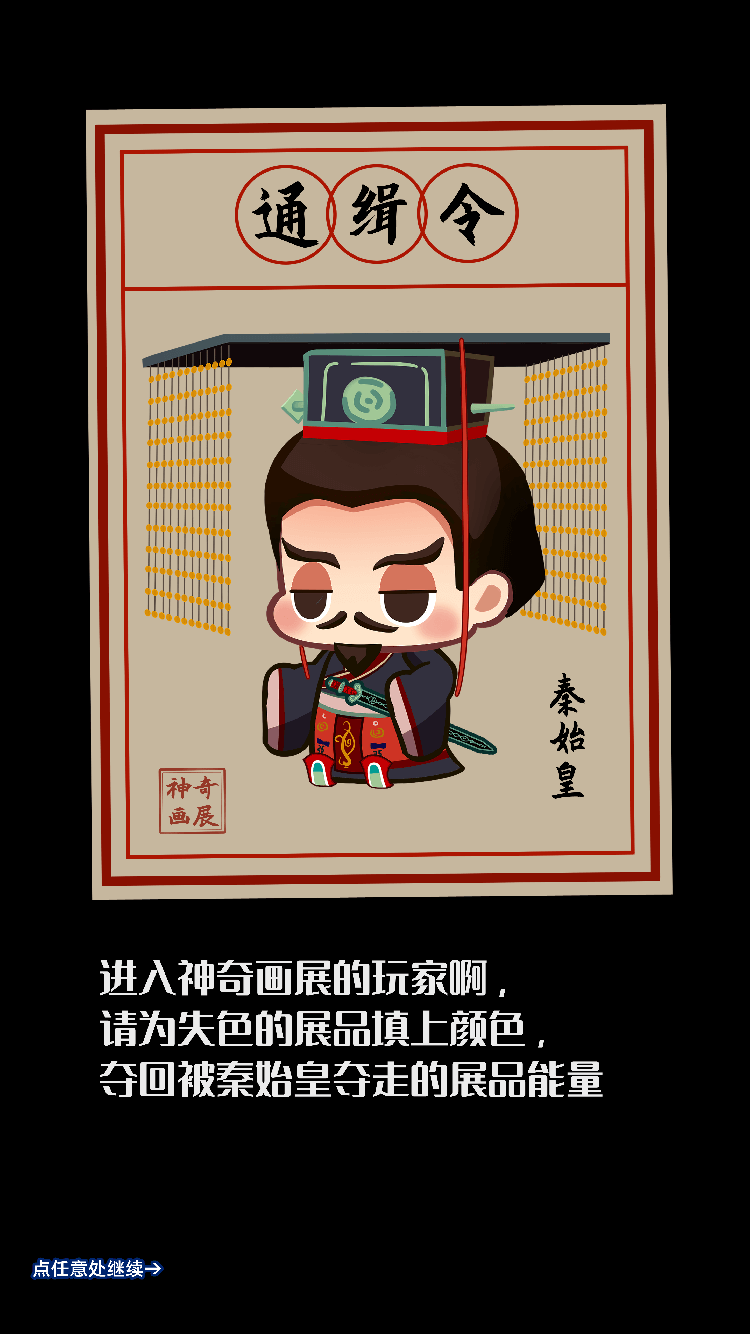 通缉令
秦始皇
神奇
画展
进入神奇画展的玩家啊，
请为失色的展品填上颜色，
夺回被秦始皇夺走的展品能量
点任意处继续→